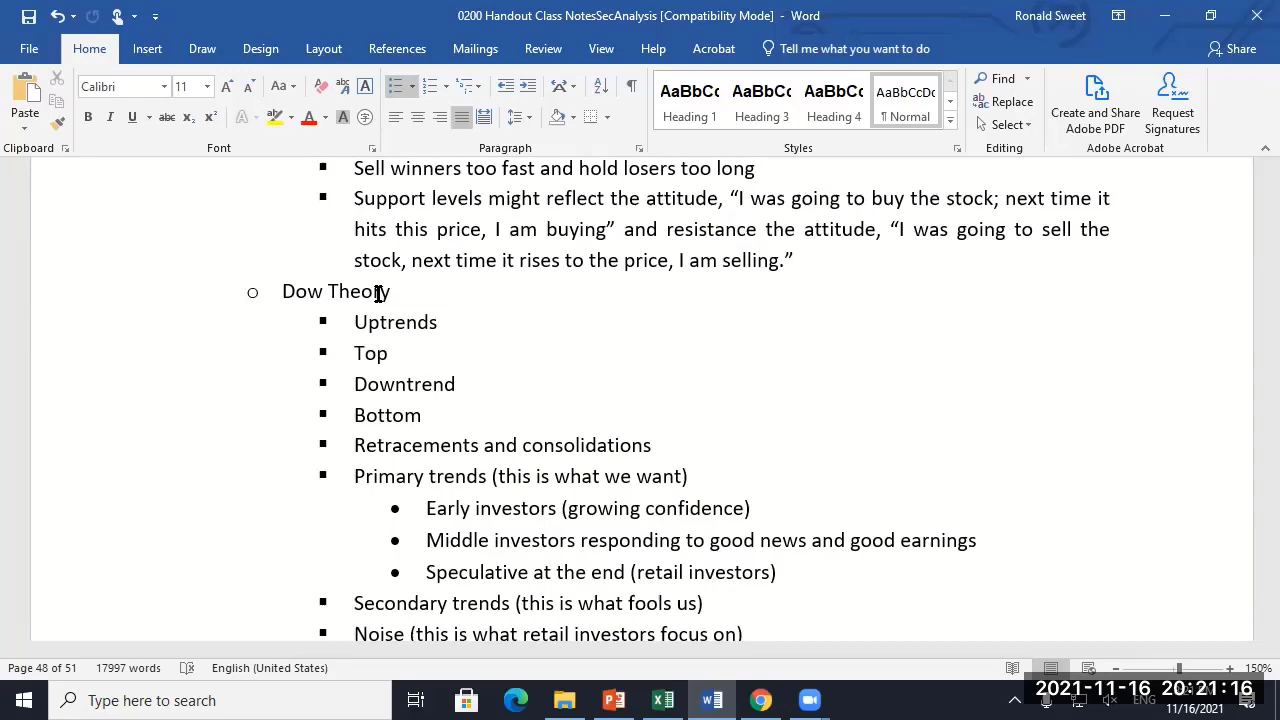 0200 Handout Class NotesSecAnalysis [Compatibility Mode] - Word
Ronald Sweet
File Home Insert Draw Design Layout References Mailings Review View Help Acrobat Tell me what you want to do Share
Calibri 11 Aa
Paste
B I U abc x₂ x² A A
AaBbCc AaBbCc AaBbCc AaBbCcDc
Heading 1 Heading 3 Heading 4 ¶ Normal
Find
Replace
Select
Create and Share Adobe PDF
Request Signatures
Clipboard Font Paragraph Styles Editing Adobe Acrobat
▪ Sell winners too fast and hold losers too long
▪ Support levels might reflect the attitude, “I was going to buy the stock; next time it
hits this price, I am buying” and resistance the attitude, “I was going to sell the
stock, next time it rises to the price, I am selling.”
o Dow Theory
▪ Uptrends
▪ Top
▪ Downtrend
▪ Bottom
▪ Retracements and consolidations
▪ Primary trends (this is what we want)
• Early investors (growing confidence)
• Middle investors responding to good news and good earnings
• Speculative at the end (retail investors)
▪ Secondary trends (this is what fools us)
▪ Noise (this is what retail investors focus on)
Page 48 of 51 17997 words English (United States) 150%
Type here to search
ENG
2021-11-16 20:21:16
11/16/2021